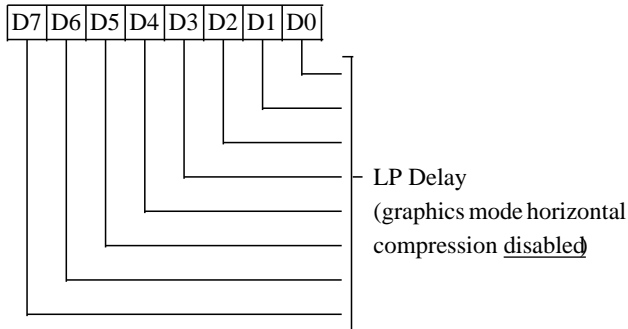 D7 D6 D5 D4 D3 D2 D1 D0
LP Delay
(graphics mode horizontal
compression disabled)